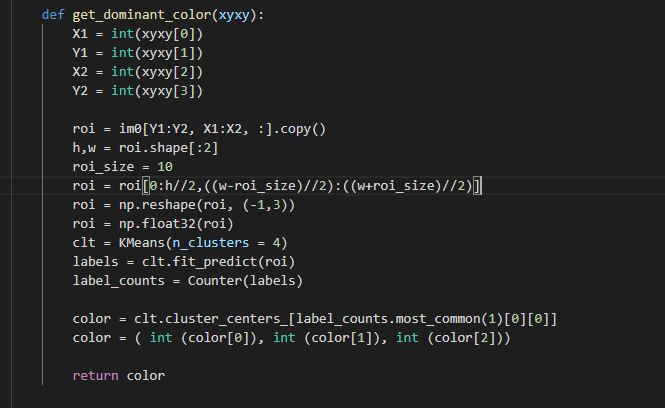 def get_dominant_color(xyxy):
    X1 = int(xyxy[0])
    Y1 = int(xyxy[1])
    X2 = int(xyxy[2])
    Y2 = int(xyxy[3])

    roi = im0[Y1:Y2, X1:X2, :].copy()
    h,w = roi.shape[:2]
    roi_size = 10
    roi = roi[0:h//2,((w-roi_size)//2):((w+roi_size)//2)]
    roi = np.reshape(roi, (-1,3))
    roi = np.float32(roi)
    clt = KMeans(n_clusters = 4)
    labels = clt.fit_predict(roi)
    label_counts = Counter(labels)

    color = clt.cluster_centers_[label_counts.most_common(1)[0][0]]
    color = ( int (color[0]), int (color[1]), int (color[2]))

    return color